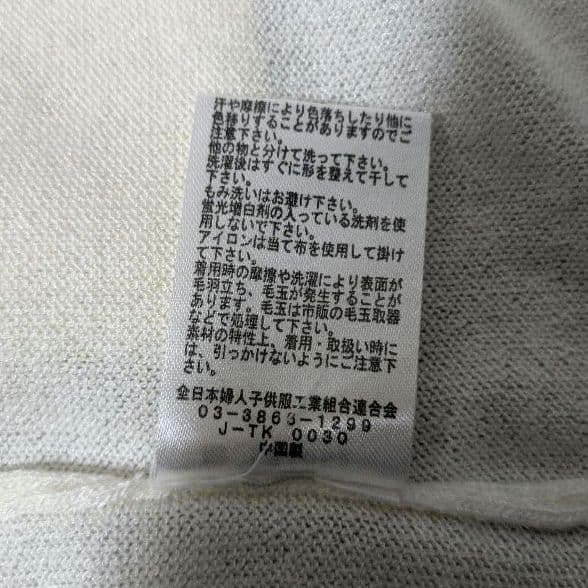 汗や摩擦により色落ちしたり他に
色移りすることがありますのでご
注意下さい。
他の物と分けて洗って下さい。
洗濯後はすぐに形を整えて干して
下さい。
もみ洗いはお避け下さい。
蛍光増白剤の入っている洗剤を使
用しないで下さい。
アイロンは当て布を使用して掛け
て下さい。
着用時の摩擦や洗濯により表面が
毛羽立ち、毛玉が発生することが
あります。毛玉は市販の毛玉取器
などで処理して下さい。
素材の特性上、着用・取扱い時に
は、引っかけないようにご注意下
さい。
全日本婦人子供服工業組合連合会
03-3863-1299
J-TK 0030
中国製